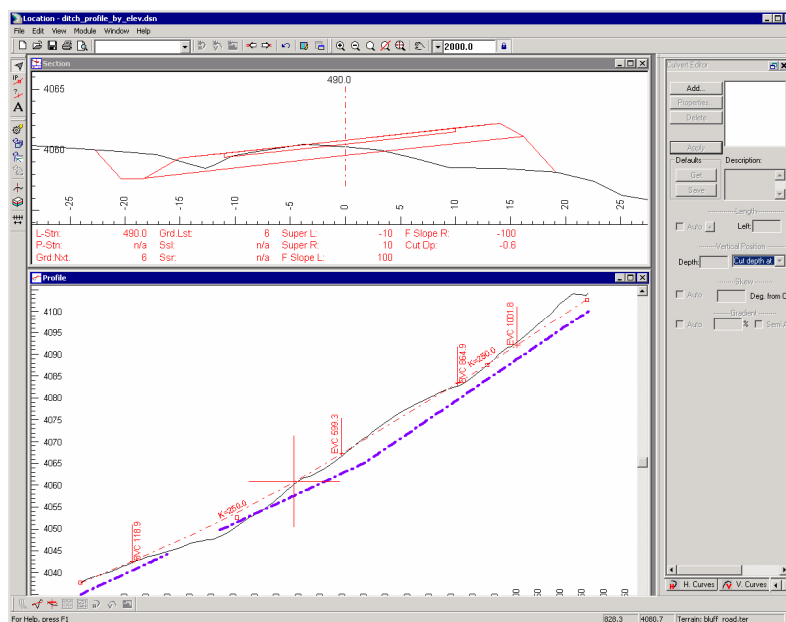 Location - ditch_profile_by_elev.dsn
File Edit View Module Window Help
2000.0
Section
490.0
4065
4060
-25 -20 -15 -10 -5 0 5 10 15 20 25
L-Stn: 490.0 Grd.Lst: 6 Super L: -10 F Slope R: -100
P-Stn: n/a Ssl: n/a Super R: 10 Cut Dp: -0.6
Grd.Nxt. 6 Ssr: n/a F Slope L: 100
Profile
4100
4095
4090
4085
4080
4075
4070
4065
4060
4055
4050
4045
4040
EVC 118.9
K=250.0
EVC 599.3
EVC 864.9
K=250.0
EVC 1001.8
Culvert Editor
Add...
Properties...
Delete
Apply
Defaults
Description:
Get
Save
Length
Auto
Left:
Vertical Position
Depth:
Cut depth at
Skew
Auto
Deg. from
Gradient
Auto
%
Semi
H. Curves
V. Curves
For Help, press F1
828.3
4080.7
Terrain: bluff_road.ter